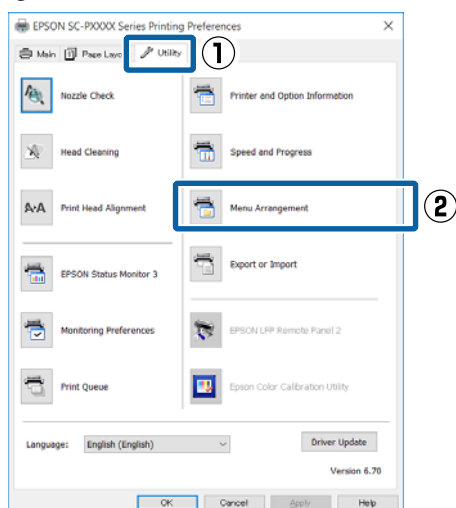 EPSON SC-PXXXX Series Printing Preferences
Main Page Layout Utility ①
Nozzle Check Printer and Option Information
Head Cleaning Speed and Progress
Print Head Alignment Menu Arrangement ②
Export or Import
EPSON Status Monitor 3
Monitoring Preferences EPSON LFP Remote Panel 2
Print Queue Epson Color Calibration Utility
Language: English (English) Driver Update
Version 6.70
OK Cancel Apply Help